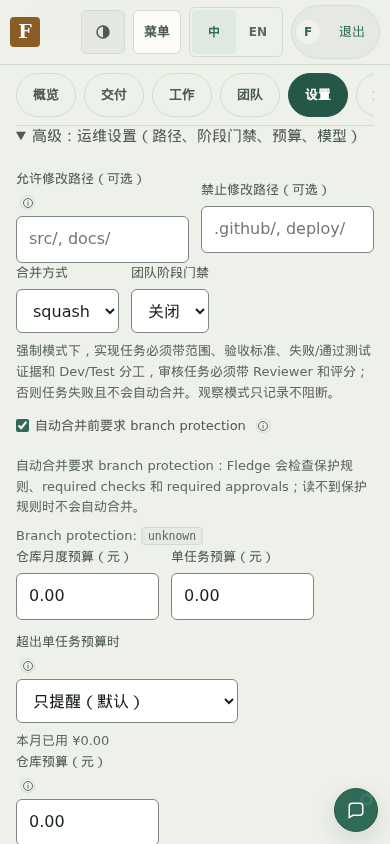 F
菜单
中
EN
F
退出
概览
交付
工作
团队
设置
▼ 高级：运维设置（路径、阶段门禁、预算、模型）
允许修改路径（可选）
禁止修改路径（可选）
src/, docs/
.github/, deploy/
合并方式
团队阶段门禁
squash
关闭
强制模式下，实现任务必须带范围、验收标准、失败/通过测试
证据和 Dev/Test 分工，审核任务必须带 Reviewer 和评分；
否则任务失败且不会自动合并。观察模式只记录不阻断。
自动合并前要求 branch protection
自动合并要求 branch protection：Fledge 会检查保护规
则、required checks 和 required approvals；读不到保护
规则时不会自动合并。
Branch protection: unknown
仓库月度预算（元）
单任务预算（元）
0.00
0.00
超出单任务预算时
只提醒（默认）
本月已用 ¥0.00
仓库预算（元）
0.00